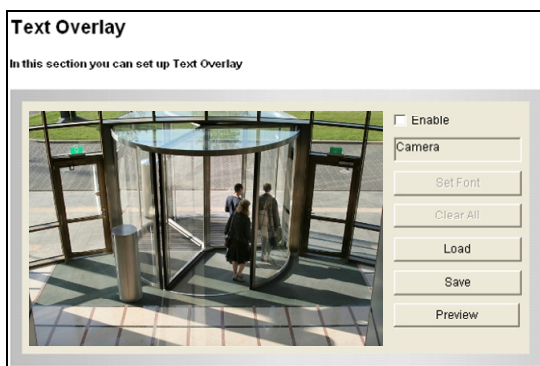 Text Overlay
In this section you can set up Text Overlay
Enable
Camera
Set Font
Clear All
Load
Save
Preview